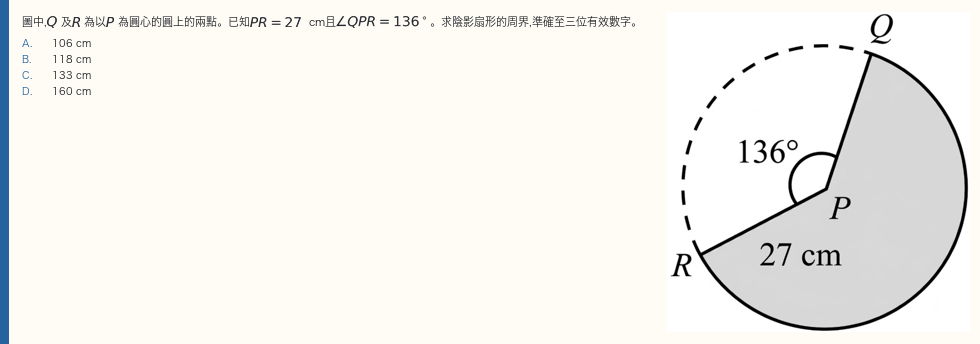 圖中,Q 及R 為以P 為圓心的圓上的兩點。已知PR = 27 cm且∠QPR = 136 °。求陰影扇形的周界,準確至三位有效數字。
A. 106 cm
B. 118 cm
C. 133 cm
D. 160 cm
Q
136°
P
27 cm
R